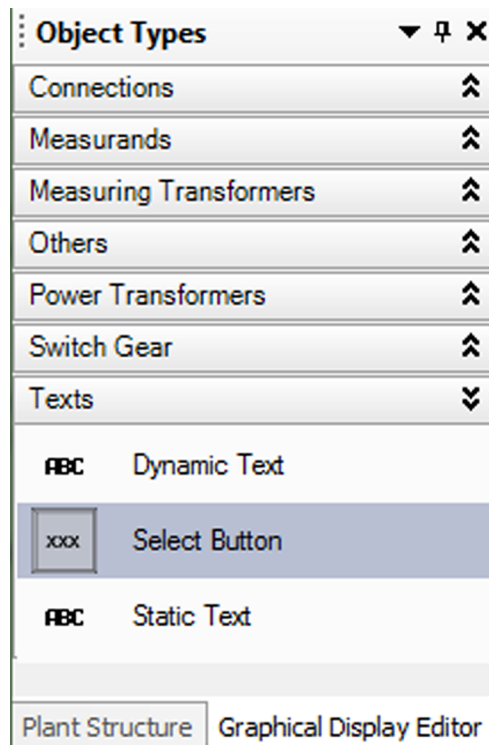 Object Types
Connections
Measurands
Measuring Transformers
Others
Power Transformers
Switch Gear
Texts
ABC Dynamic Text
xxx Select Button
ABC Static Text
Plant Structure Graphical Display Editor